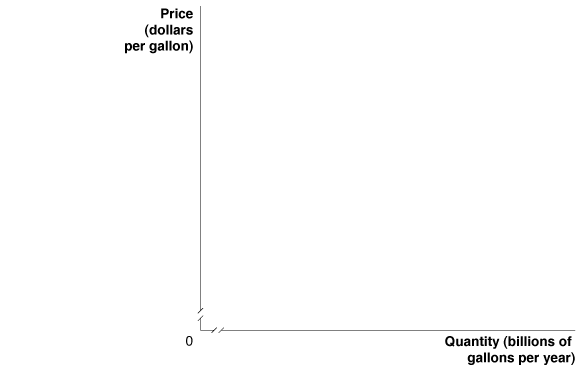 Price
(dollars
per gallon)
0
Quantity (billions of
gallons per year)